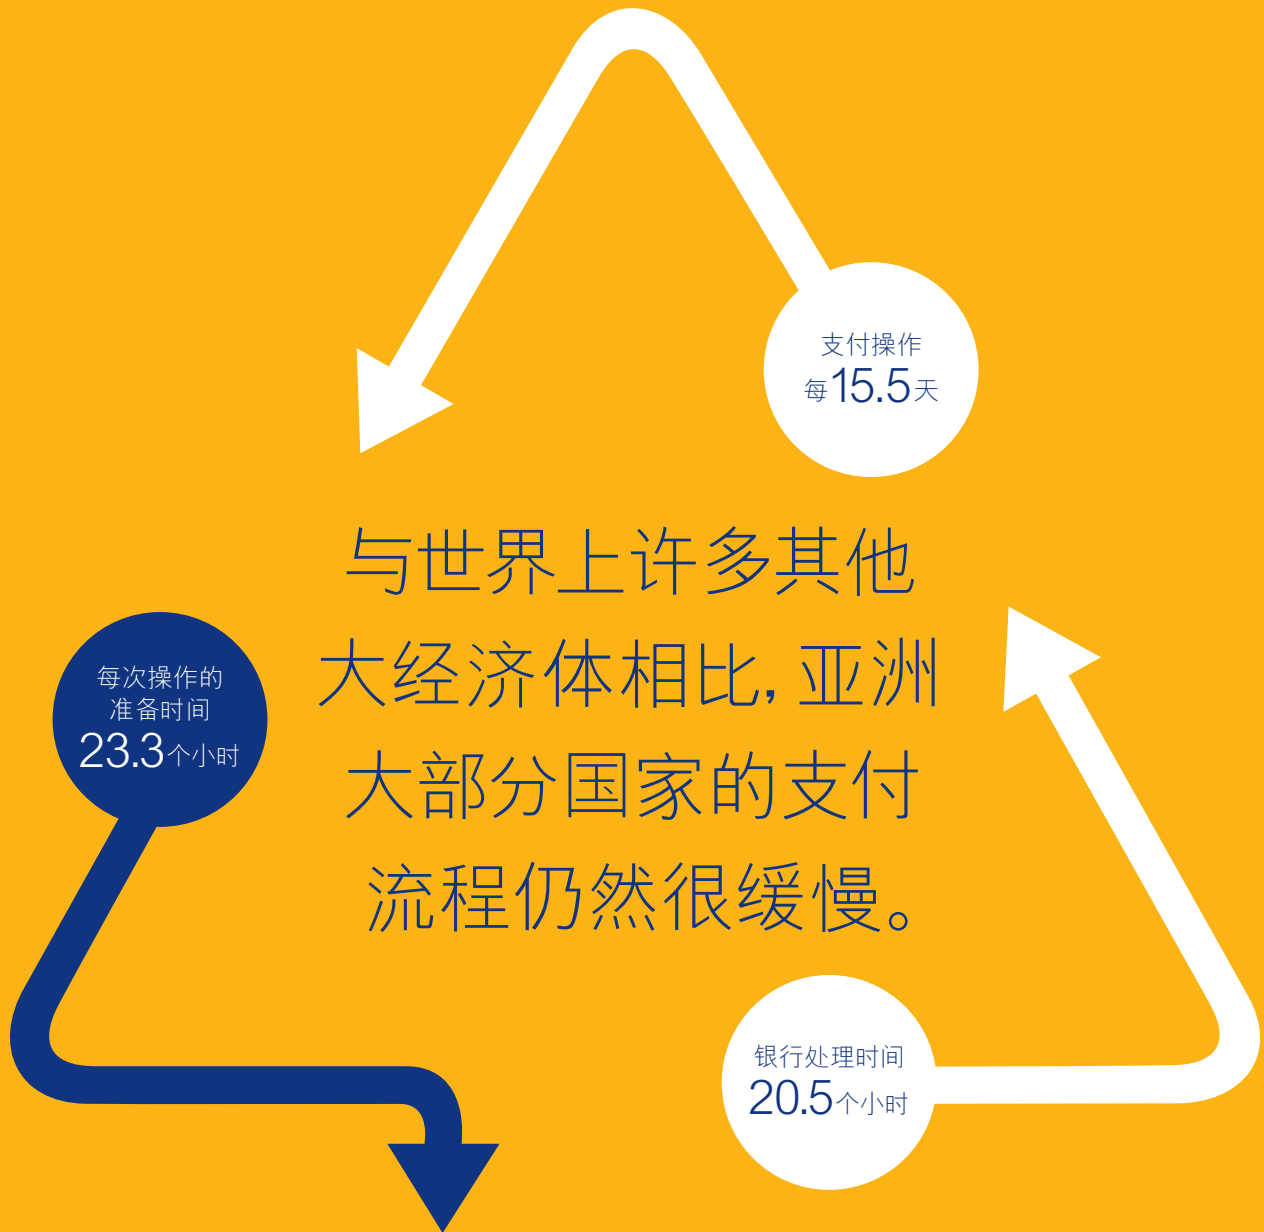 支付操作
每15.5天
与世界上许多其他
大经济体相比,亚洲
大部分国家的支付
流程仍然很缓慢。
每次操作的
准备时间
23.3个小时
银行处理时间
20.5个小时